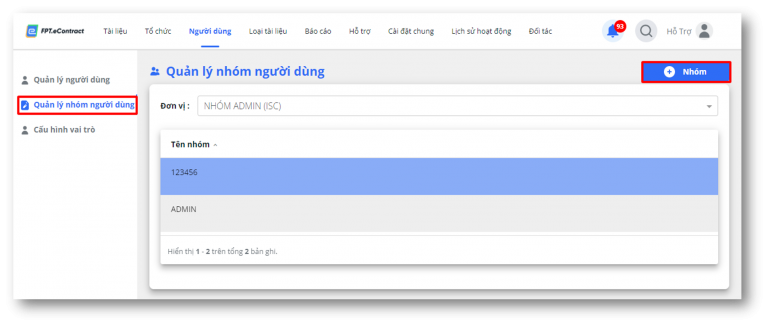 FPT.eContract Tài liệu Tổ chức Người dùng Loại tài liệu Báo cáo Hỗ trợ Cài đặt chung Lịch sử hoạt động Đối tác 93 Hỗ Trợ
Quản lý người dùng
Quản lý nhóm người dùng
Cấu hình vai trò
Quản lý nhóm người dùng
Nhóm
Đơn vị : NHÓM ADMIN (ISC)
Tên nhóm
123456
ADMIN
Hiển thị 1 - 2 trên tổng 2 bản ghi.